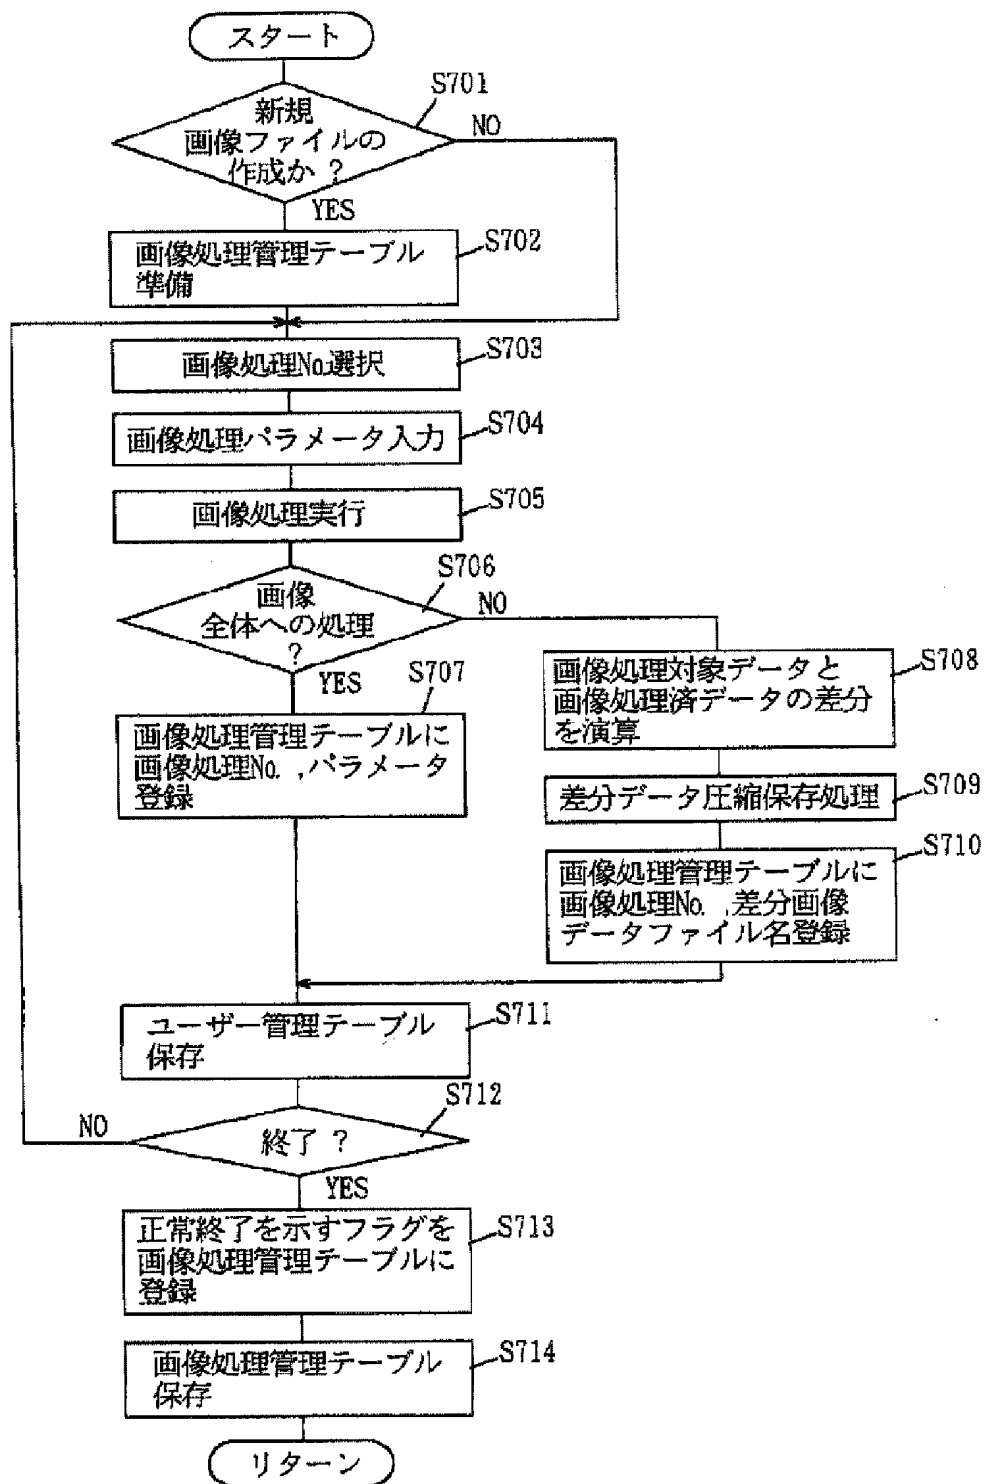 スタート
S701
新規
画像ファイルの
作成か ?
NO
YES
S702
画像処理管理テーブル
準備
S703
画像処理No.選択
S704
画像処理パラメータ入力
S705
画像処理実行
S706
画像
全体への処理
?
NO
YES
S707
画像処理管理テーブルに
画像処理No. ,パラメータ
登録
S708
画像処理対象データと
画像処理済データの差分
を演算
S709
差分データ圧縮保存処理
S710
画像処理管理テーブルに
画像処理No. ,差分画像
データファイル名登録
S711
ユーザー管理テーブル
保存
S712
NO
終了 ?
YES
S713
正常終了を示すフラグを
画像処理管理テーブルに
登録
S714
画像処理管理テーブル
保存
リターン